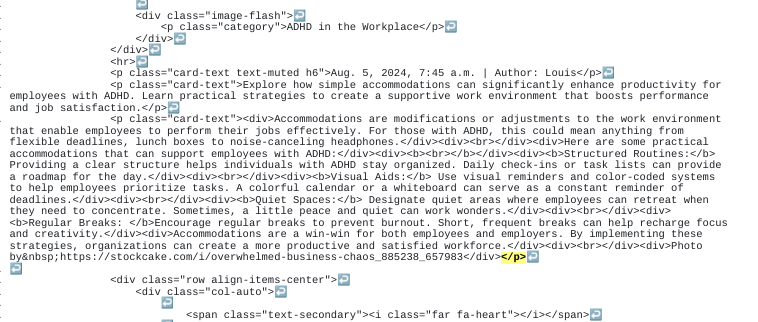 <div class="image-flash">↩
<p class="category">ADHD in the Workplace</p>↩
</div>↩
</div>↩
<hr>↩
<p class="card-text text-muted h6">Aug. 5, 2024, 7:45 a.m. | Author: Louis</p>↩
<p class="card-text">Explore how simple accommodations can significantly enhance productivity for
employees with ADHD. Learn practical strategies to create a supportive work environment that boosts performance
and job satisfaction.</p>↩
<p class="card-text"><div>Accommodations are modifications or adjustments to the work environment
that enable employees to perform their jobs effectively. For those with ADHD, this could mean anything from
flexible deadlines, lunch boxes to noise-canceling headphones.</div><div><br></div><div>Here are some practical
accommodations that can support employees with ADHD:</div><div><b><br></b></div><div><b>Structured Routines:</b>
Providing a clear structure helps individuals with ADHD stay organized. Daily check-ins or task lists can provide
a roadmap for the day.</div><div><br></div><div><b>Visual Aids:</b> Use visual reminders and color-coded systems
to help employees prioritize tasks. A colorful calendar or a whiteboard can serve as a constant reminder of
deadlines.</div><div><br></div><div><b>Quiet Spaces:</b> Designate quiet areas where employees can retreat when
they need to concentrate. Sometimes, a little peace and quiet can work wonders.</div><div><br></div><div>
<b>Regular Breaks: </b>Encourage regular breaks to prevent burnout. Short, frequent breaks can help recharge focus
and creativity.</div><div>Accommodations are a win-win for both employees and employers. By implementing these
strategies, organizations can create a more productive and satisfied workforce.</div><div><br></div><div>Photo
by&nbsp;https://stockcake.com/i/overwhelmed-business-chaos_885238_657983</div></p>↩
↩
<div class="row align-items-center">↩
<div class="col-auto">↩
↩
<span class="text-secondary"><i class="far fa-heart"></i></span>↩